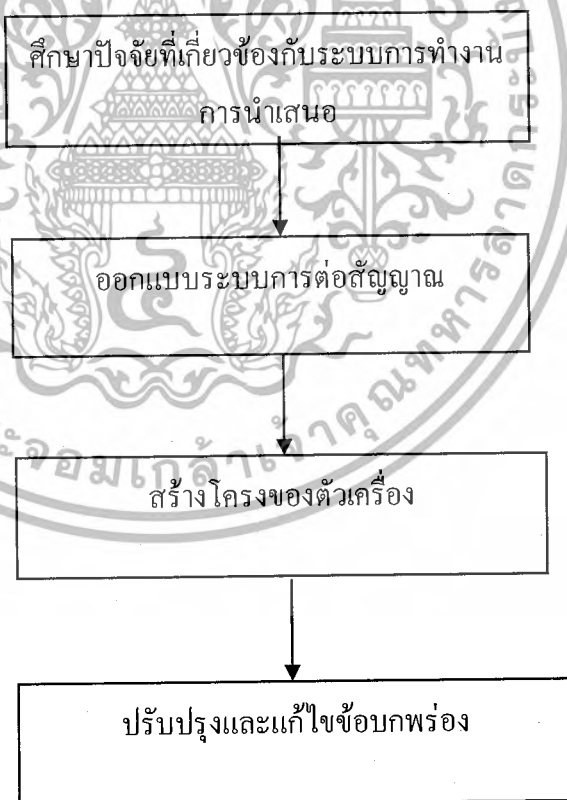 ศึกษาปัจจัยที่เกี่ยวข้องกับระบบการทำงาน
การนำเสนอ
ออกแบบระบบการต่อสัญญาณ
สร้างโครงของตัวเครื่อง
ปรับปรุงและแก้ไขข้อบกพร่อง